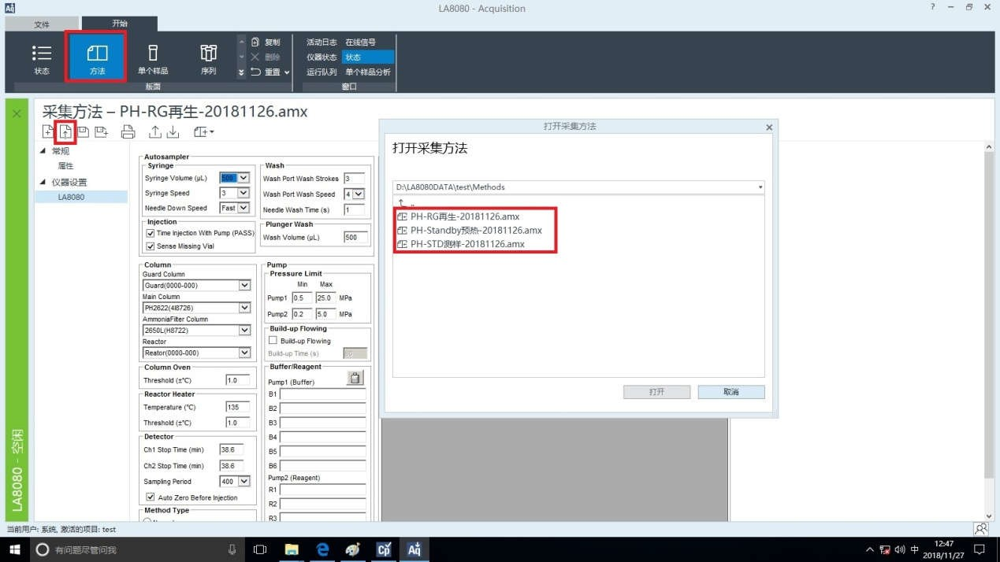 Aq
LA8080 - Acquisition
?
文件
开始
状态
方法
单个样品
序列
复制
删除
重置
版面
活动日志
在线信号
仪器状态
状态
运行队列
单个样品分析
窗口
采集方法 – PH-RG再生-20181126.amx
常规
属性
仪器设置
LA8080
Autosampler
Syringe
Syringe Volume (µL) 500
Syringe Speed 3
Needle Down Speed Fast
Injection
Time Injection With Pump (PASS)
Sense Missing Vial
Wash
Wash Port Wash Strokes 3
Wash Port Wash Speed 4
Needle Wash Time (s) 1
Plunger Wash
Wash Volume (µL) 500
Column
Guard Column
Guard(0000-000)
Main Column
PH2622(4I8726)
AmmoniaFilter Column
2650L(H8722)
Reactor
Reator(0000-000)
Column Oven
Threshold (±°C) 1.0
Reactor Heater
Temperature (°C) 135
Threshold (±°C) 1.0
Detector
Ch1 Stop Time (min) 38.6
Ch2 Stop Time (min) 38.6
Sampling Period 400
Auto Zero Before Injection
Method Type
Pump
Pressure Limit
Min Max
Pump1 0.5 25.0 MPa
Pump2 0.2 5.0 MPa
Build-up Flowing
Build-up Flowing
Build-up Time (s)
Buffer/Reagent
Pump1 (Buffer)
B1
B2
B3
B4
B5
B6
Pump2 (Reagent)
R1
R2
R3
打开采集方法
打开采集方法
D:\LA8080DATA\test\Methods
..
PH-RG再生-20181126.amx
PH-Standby预热-20181126.amx
PH-STD测样-20181126.amx
打开
取消
LA8080 - 空闲
当前用户: 系统, 激活的项目: test
有问题尽管问我
Cp
Aq
中
12:47
2018/11/27